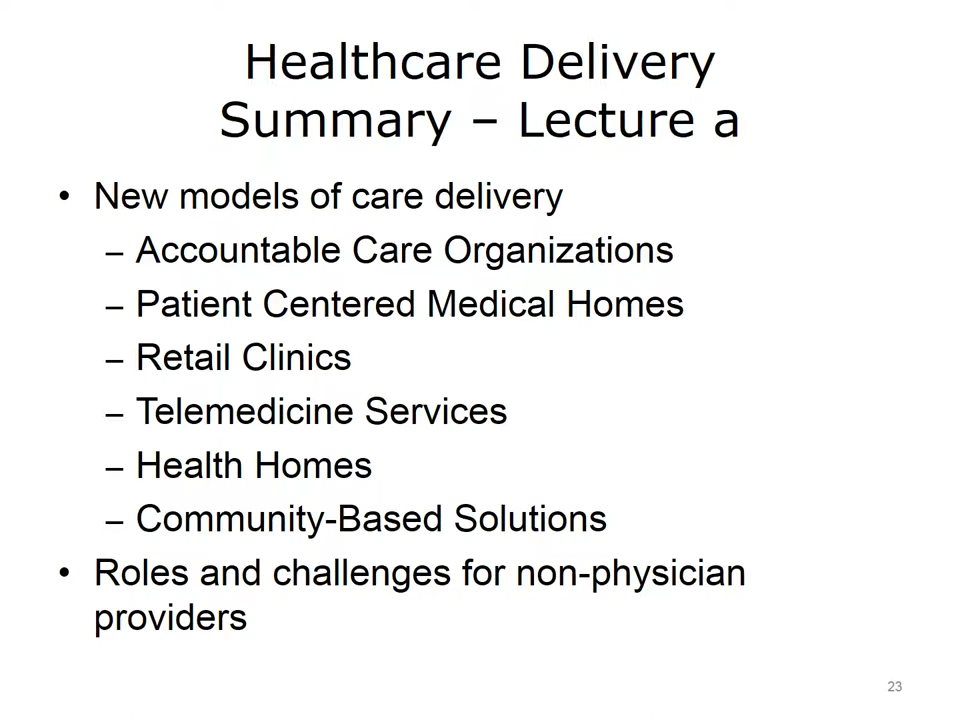 Healthcare Delivery
Summary – Lecture a
• New models of care delivery
– Accountable Care Organizations
– Patient Centered Medical Homes
– Retail Clinics
– Telemedicine Services
– Health Homes
– Community-Based Solutions
• Roles and challenges for non-physician
providers
23